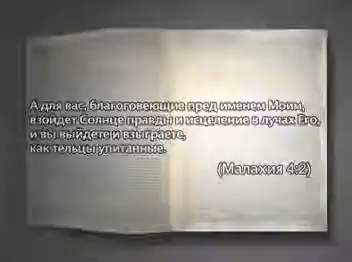 А для вас, благоговеющие пред именем Моим,
взойдет Солнце правды и исцеление в лучах Его,
и вы выйдете и взыграете,
как тельцы упитанные.
(Малахия 4:2)